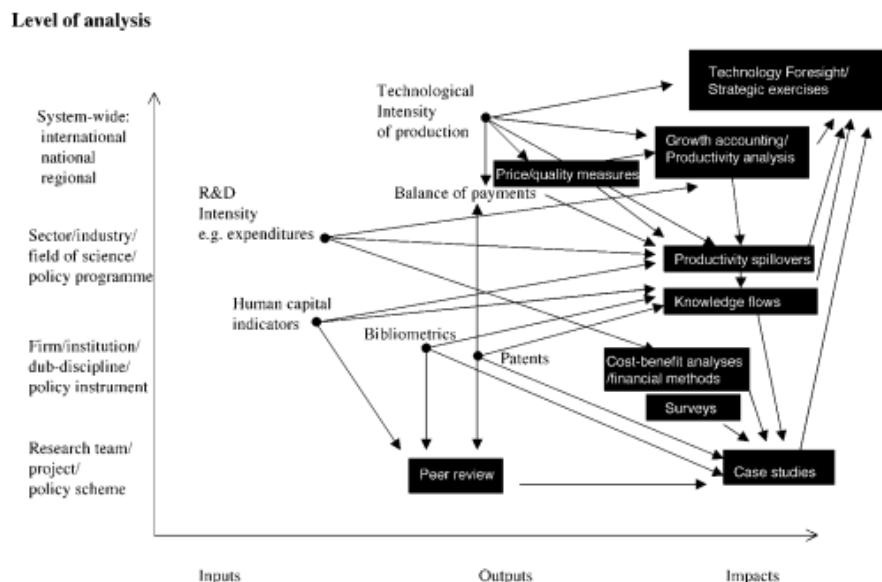 Level of analysis
System-wide:
international
national
regional
Sector/industry/
field of science/
policy programme
Firm/institution/
dub-discipline/
policy instrument
Research team/
project/
policy scheme
Technological
Intensity
of production
Technology Foresight/
Strategic exercises
Growth accounting/
Productivity analysis
Price/quality measures
Balance of payments
R&D
Intensity
e.g. expenditures
Productivity spillovers
Human capital
indicators
Knowledge flows
Bibliometrics
Patents
Cost-benefit analyses
/financial methods
Surveys
Peer review
Case studies
Inputs
Outputs
Impacts